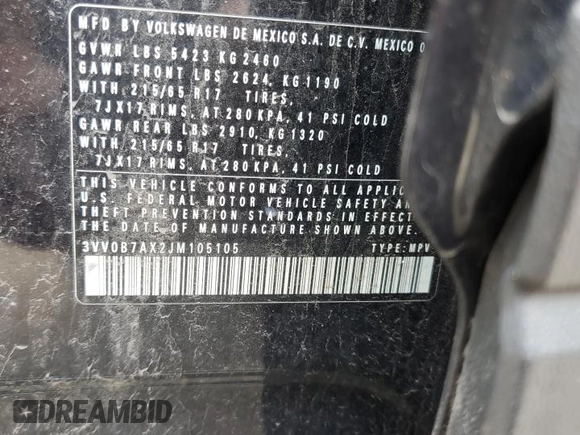 MFD BY VOLKSWAGEN DE MEXICO S.A. DE C.V. MEXICO
GVWR LBS 5423 KG 2460
GAWR FRONT LBS 2624, KG 1190
WITH 215/65 R17 TIRES,
7JX17 RIMS, AT 280 KPA, 41 PSI COLD
GAWR REAR LBS 2910, KG 1320
WITH 215/65 R17 TIRES,
7JX17 RIMS, AT 280 KPA, 41 PSI COLD
THIS VEHICLE CONFORMS TO ALL APPLIC
U.S. FEDERAL MOTOR VEHICLE SAFETY AN
THEFT PREVENTION STANDARDS IN EFFEC
DATE OF MANUFACTURE SHOWN ABOVE.
3VV0B7AX2JM105105 TYPE: MPV
DREAMBID